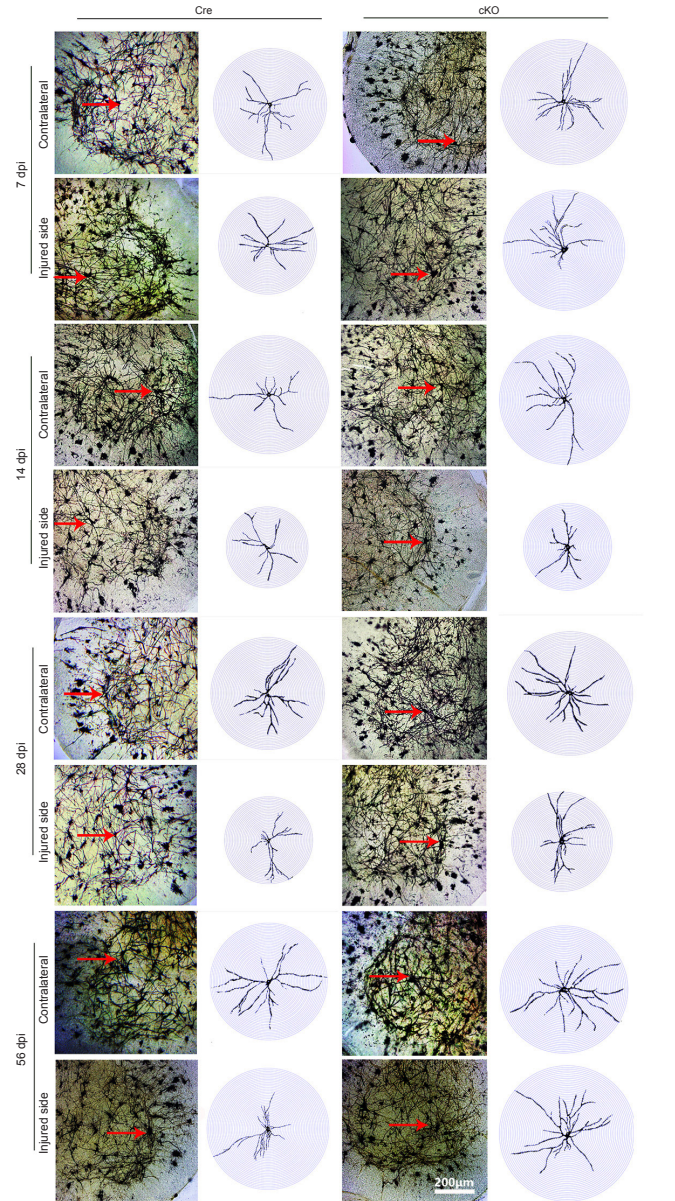 Cre
cKO
7 dpi
Contralateral
Injured side
14 dpi
Contralateral
Injured side
28 dpi
Contralateral
Injured side
56 dpi
Contralateral
Injured side
200μm